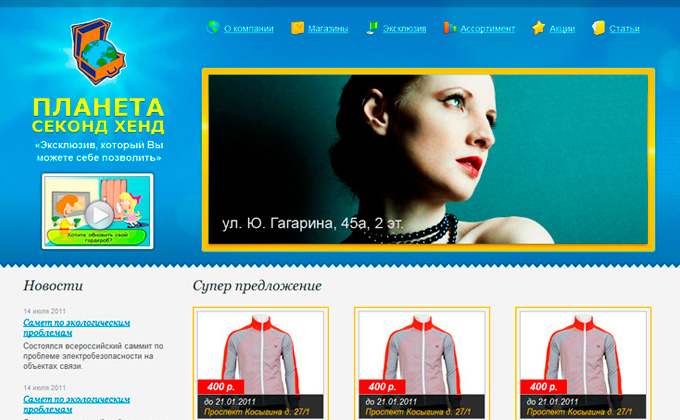 О компании
Магазины
Эксклюзив
Ассортимент
Акции
Статьи
ПЛАНЕТА
СЕКОНД ХЕНД
«Эксклюзив, который Вы
можете себе позволить»
Хотите обновить свой
гардероб?
ул. Ю. Гагарина, 45а, 2 эт.
Новости
14 июля 2011
Самет по экологическим
проблемам
Состоялся всероссийский саммит по
проблеме электробезопасности на
объектах связи.
14 июля 2011
Самет по экологическим
проблемам
Супер предложение
400 р.
до 21.01.2011
Проспект Косыгина д. 27/1
400 р.
до 21.01.2011
Проспект Косыгина д. 27/1
400 р.
до 21.01.2011
Проспект Косыгина д. 27/1